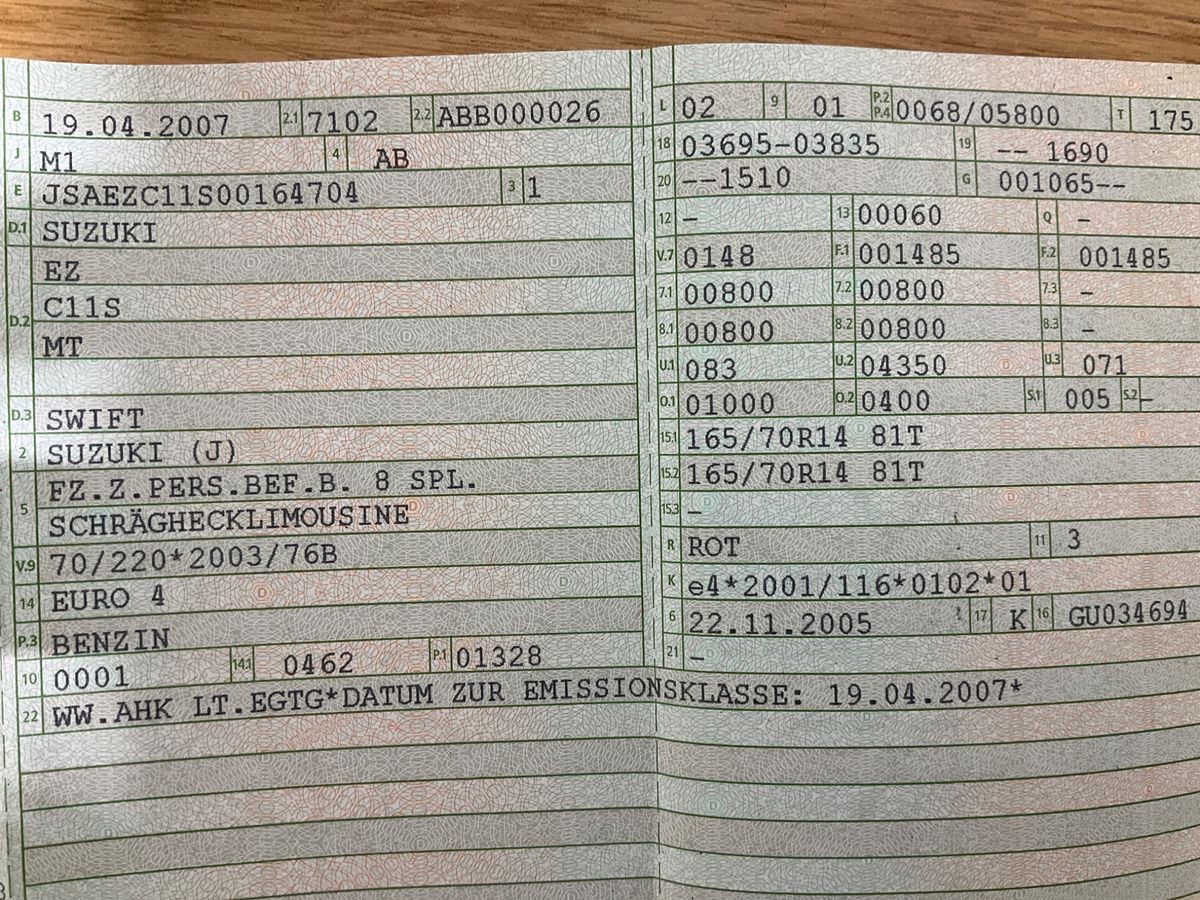 B 19.04.2007 2.1 7102 2.2 ABB000026
J M1 4 AB
E JSAEZC11S00164704 3 1
D.1 SUZUKI
EZ
D.2 C11S
MT
D.3 SWIFT
2 SUZUKI (J)
5 FZ.Z.PERS.BEF.B. 8 SPL.
SCHRÄGHECKLIMOUSINE
V.9 70/220*2003/76B
14 EURO 4
P.3 BENZIN
10 0001 14.1 0462 P.1 01328
22 WW.AHK LT.EGTG*DATUM ZUR EMISSIONSKLASSE: 19.04.2007*
L 02 9 01 P.2 P.4 0068/05800 T 175
18 03695-03835 19 -- 1690
20 --1510 G 001065--
12 - 13 00060 Q -
V.7 0148 F.1 001485 F.2 001485
7.1 00800 7.2 00800 7.3 -
8.1 00800 8.2 00800 8.3 -
U.1 083 U.2 04350 U.3 071
O.1 01000 O.2 0400 S.1 005 S.2 -
15.1 165/70R14 81T
15.2 165/70R14 81T
15.3 -
R ROT 11 3
K e4*2001/116*0102*01
6 22.11.2005 17 K 16 GU034694
21 -